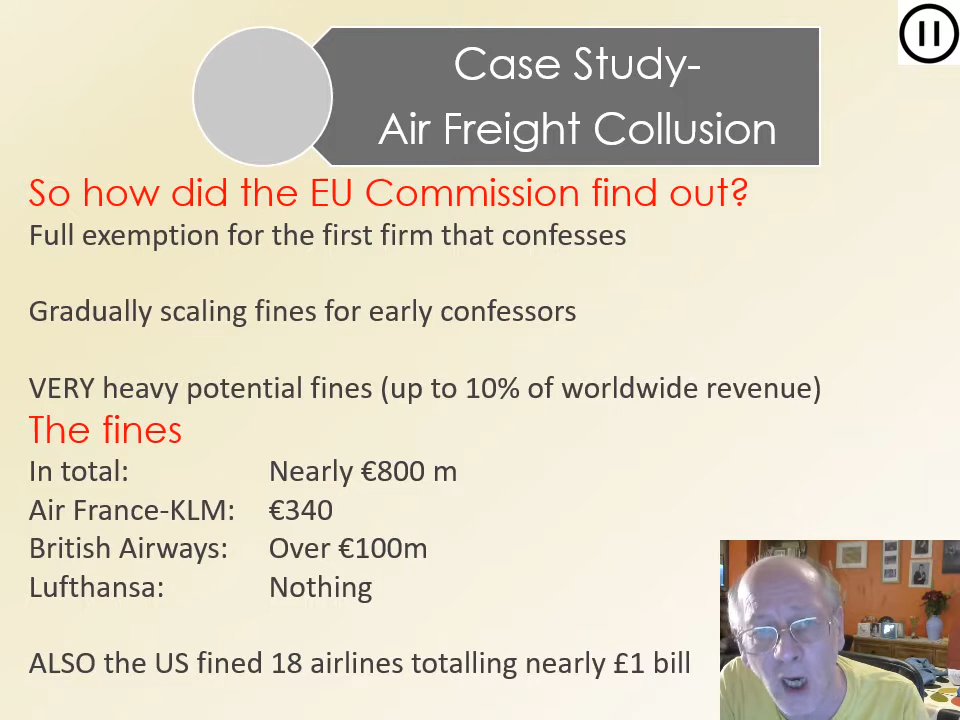 Case Study-
Air Freight Collusion
So how did the EU Commission find out?
Full exemption for the first firm that confesses
Gradually scaling fines for early confessors
VERY heavy potential fines (up to 10% of worldwide revenue)
The fines
In total: Nearly €800 m
Air France-KLM: €340
British Airways: Over €100m
Lufthansa: Nothing
ALSO the US fined 18 airlines totalling nearly £1 bill